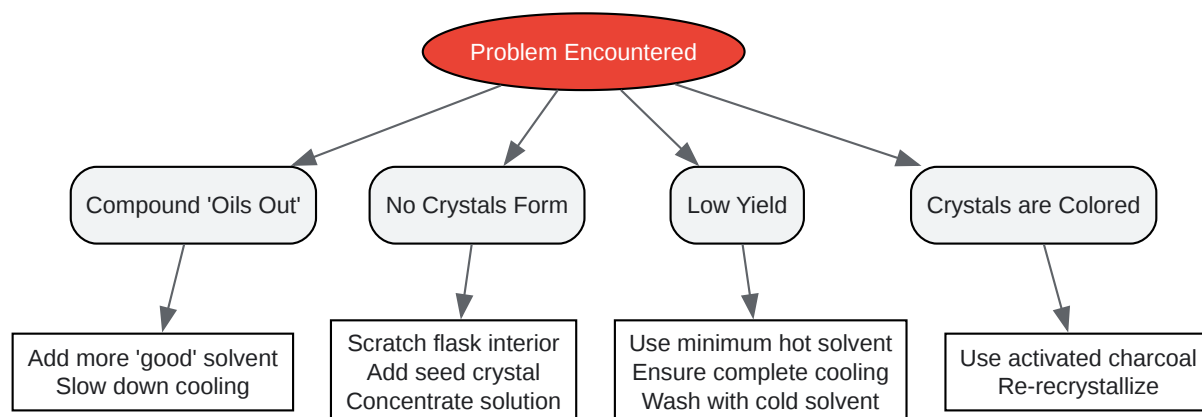 Problem Encountered
Compound 'Oils Out'
No Crystals Form
Low Yield
Crystals are Colored
Add more 'good' solvent
Slow down cooling
Scratch flask interior
Add seed crystal
Concentrate solution
Use minimum hot solvent
Ensure complete cooling
Wash with cold solvent
Use activated charcoal
Re-recrystallize